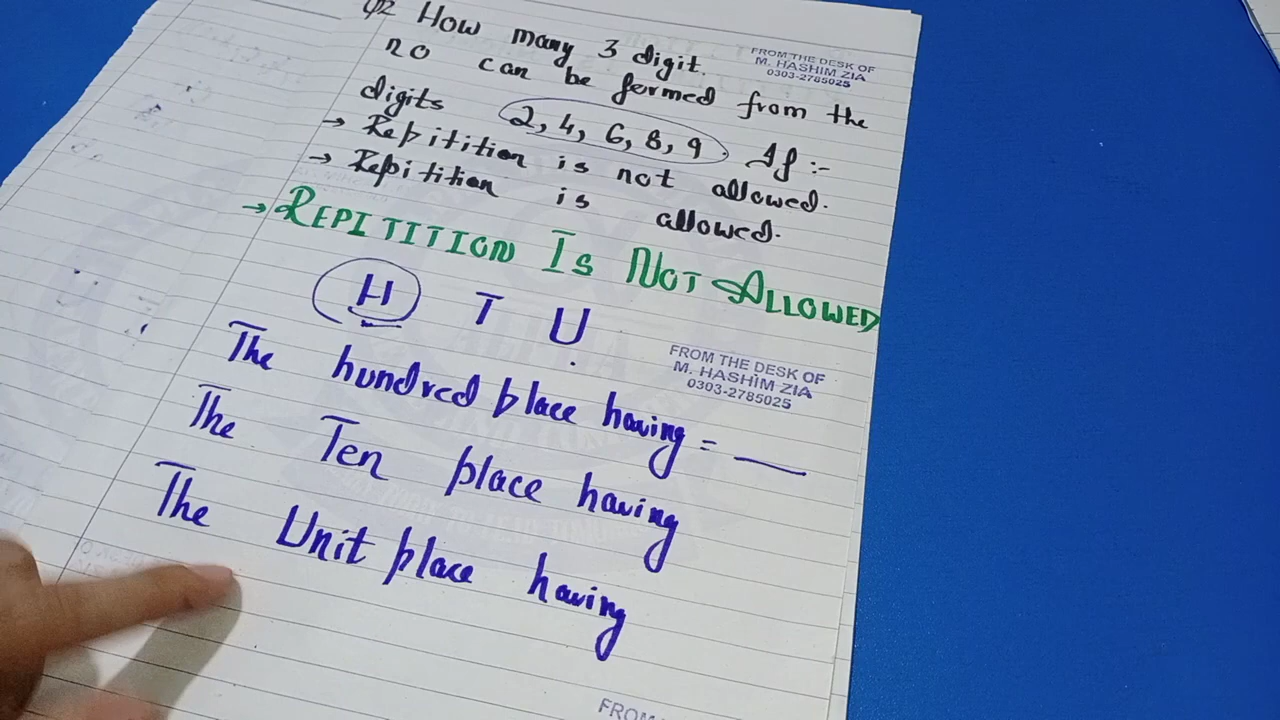 Q2 How many 3 digit.
no can be formed from the
digits 2, 4, 6, 8, 9 If :-
→ Repitition is not allowed.
→ Repitition is allowed.
FROM THE DESK OF
M. HASHIM ZIA
0303-2785025
→ REPITITION IS NOT ALLOWED
H T U
The hundred place having = __
The Ten place having
The Unit place having
FROM THE DESK OF
M. HASHIM ZIA
0303-2785025
FROM